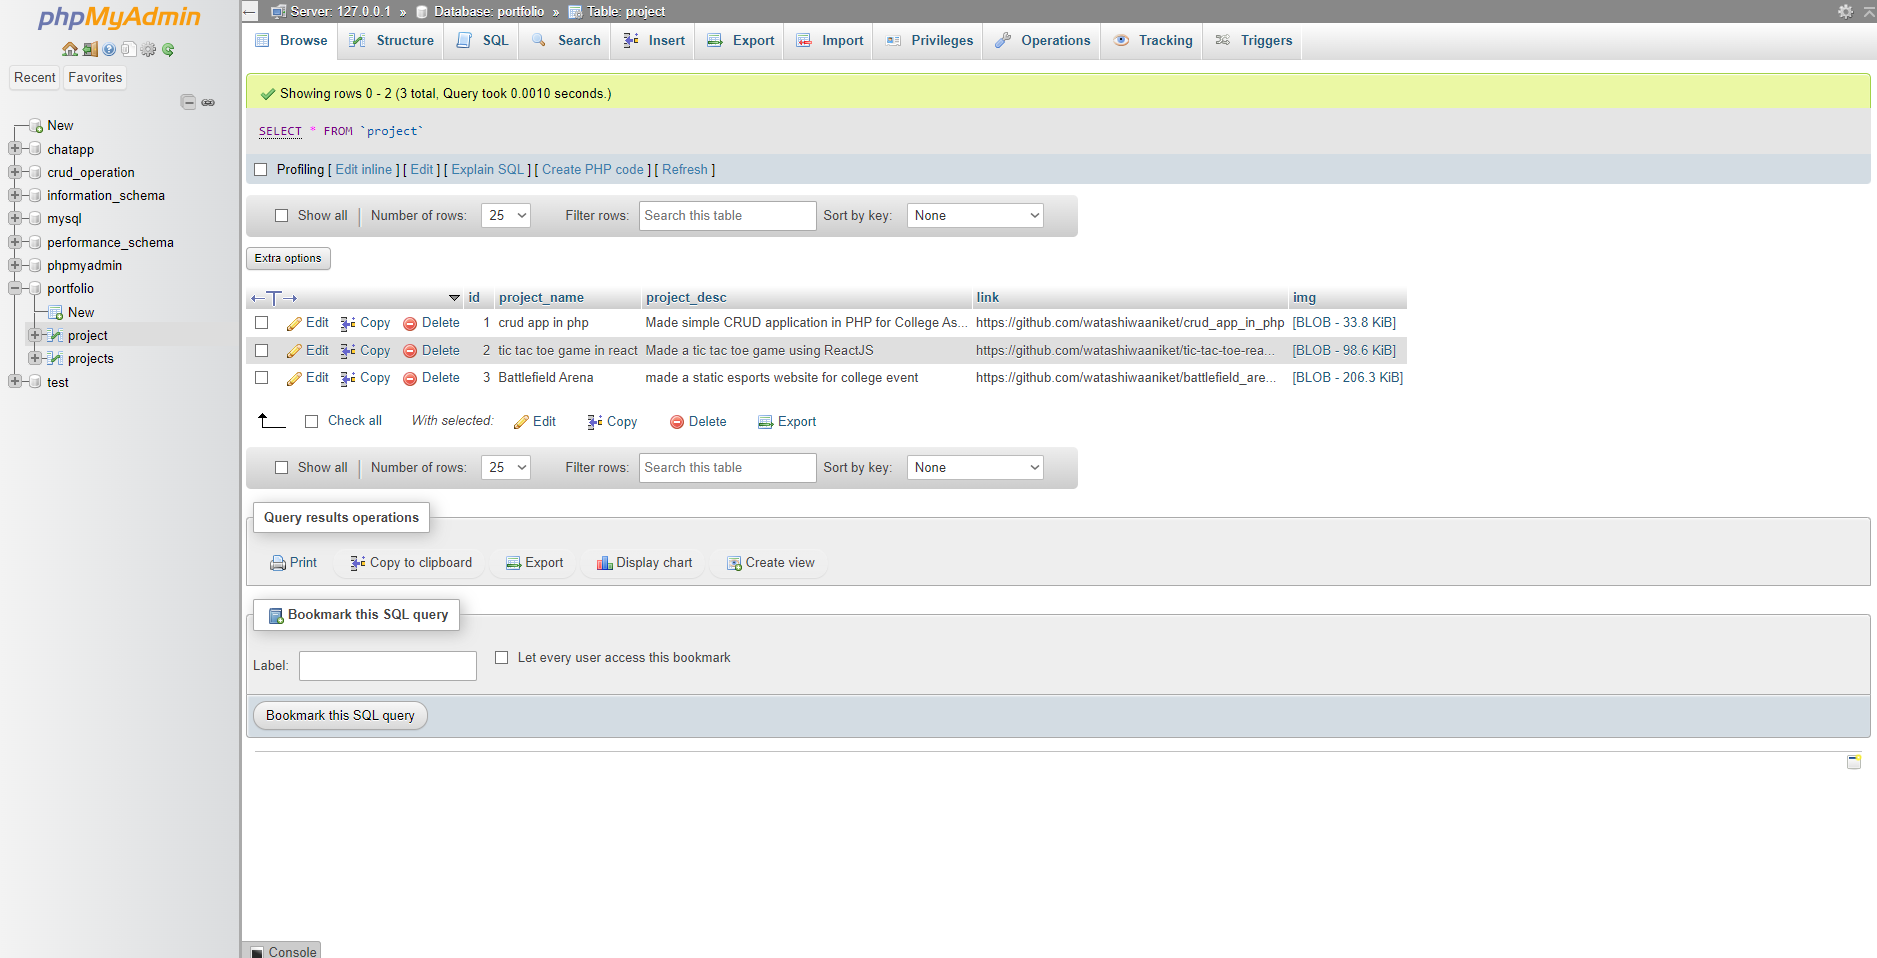 phpMyAdmin
Recent Favorites
New
chatapp
crud_operation
information_schema
mysql
performance_schema
phpmyadmin
portfolio
New
project
projects
test
Server: 127.0.0.1 » Database: portfolio » Table: project
Browse Structure SQL Search Insert Export Import Privileges Operations Tracking Triggers
Showing rows 0 - 2 (3 total, Query took 0.0010 seconds.)
SELECT * FROM `project`
Profiling [ Edit inline ] [ Edit ] [ Explain SQL ] [ Create PHP code ] [ Refresh ]
Show all Number of rows: 25 Filter rows: Search this table Sort by key: None
Extra options
id project_name project_desc link img
Edit Copy Delete 1 crud app in php Made simple CRUD application in PHP for College As... https://github.com/watashiwaaniket/crud_app_in_php [BLOB - 33.8 KiB]
Edit Copy Delete 2 tic tac toe game in react Made a tic tac toe game using ReactJS https://github.com/watashiwaaniket/tic-tac-toe-rea... [BLOB - 98.6 KiB]
Edit Copy Delete 3 Battlefield Arena made a static esports website for college event https://github.com/watashiwaaniket/battlefield_are... [BLOB - 206.3 KiB]
Check all With selected: Edit Copy Delete Export
Show all Number of rows: 25 Filter rows: Search this table Sort by key: None
Query results operations
Print Copy to clipboard Export Display chart Create view
Bookmark this SQL query
Label: Let every user access this bookmark
Bookmark this SQL query
Console